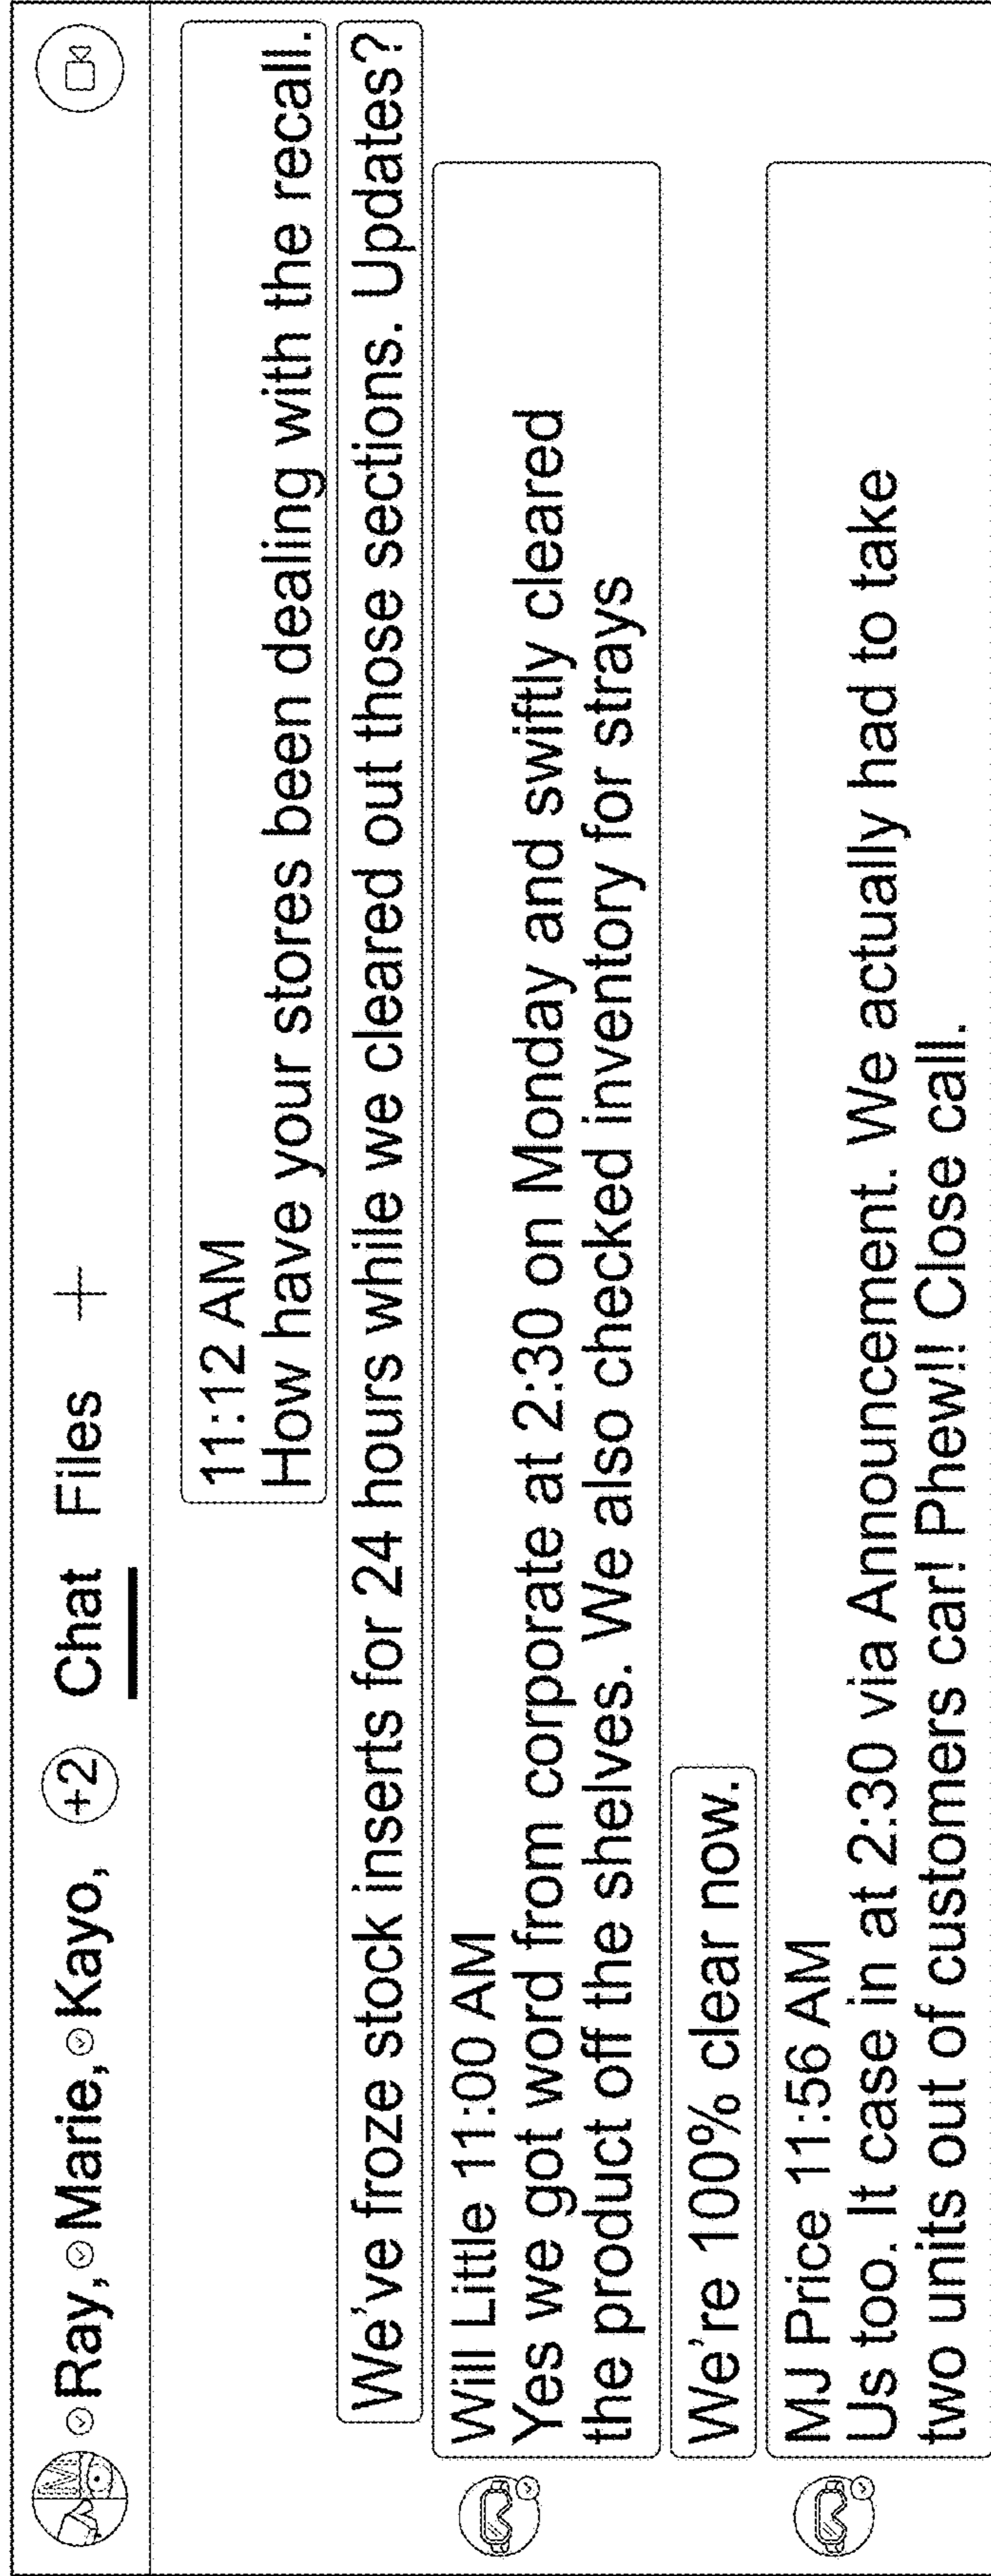 Ray, Marie, Kayo, +2 Chat Files +
11:12 AM
How have your stores been dealing with the recall.
We've froze stock inserts for 24 hours while we cleared out those sections. Updates?
Will Little 11:00 AM
Yes we got word from corporate at 2:30 on Monday and swiftly cleared
the product off the shelves. We also checked inventory for strays
We're 100% clear now.
MJ Price 11:56 AM
Us too. It case in at 2:30 via Announcement. We actually had to take
two units out of customers car! Phew!! Close call.